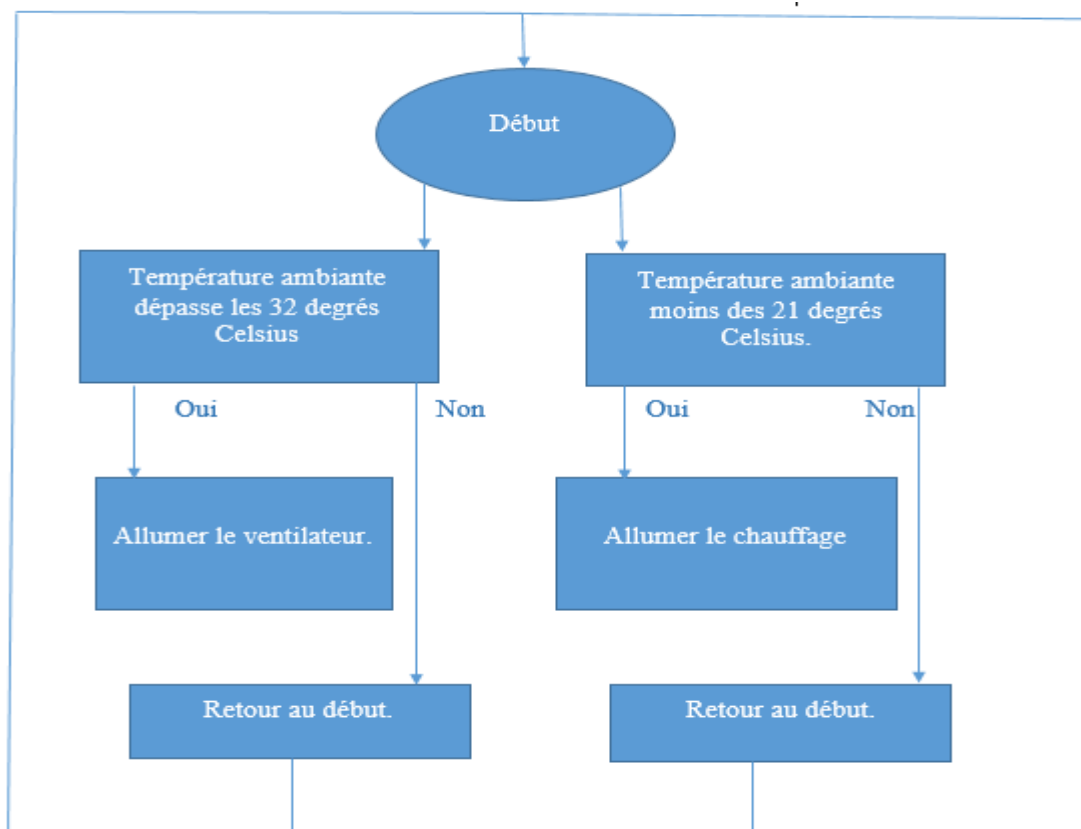 Début
Température ambiante
dépasse les 32 degrés
Celsius
Température ambiante
moins des 21 degrés
Celsius.
Oui
Non
Oui
Non
Allumer le ventilateur.
Allumer le chauffage
Retour au début.
Retour au début.